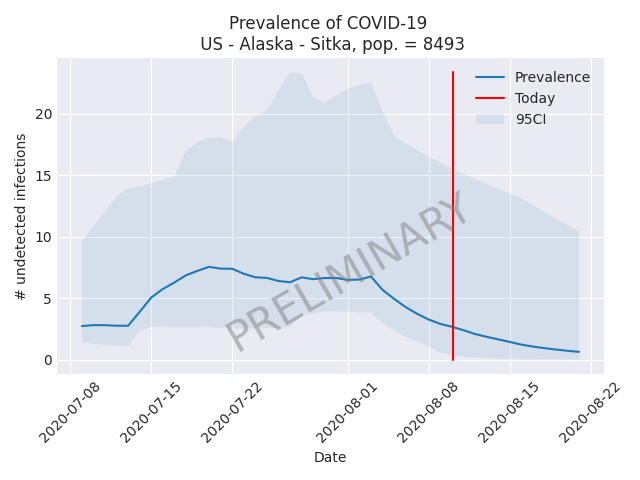 Prevalence of COVID-19
US - Alaska - Sitka, pop. = 8493
Prevalence
Today
95CI
# undetected infections
20
15
10
5
0
PRELIMINARY
2020-07-08
2020-07-15
2020-07-22
2020-08-01
2020-08-08
2020-08-15
2020-08-22
Date